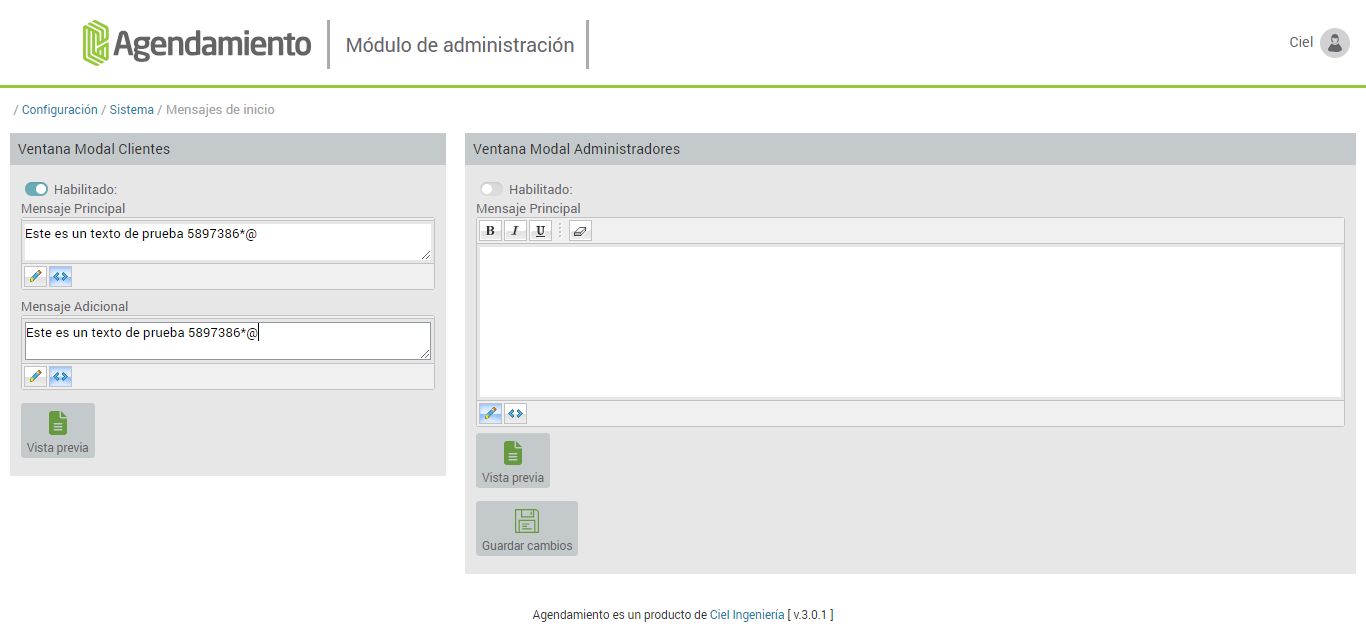 Agendamiento
Módulo de administración
Ciel
/ Configuración / Sistema / Mensajes de inicio
Ventana Modal Clientes
Habilitado:
Mensaje Principal
Este es un texto de prueba 5897386*@
Mensaje Adicional
Este es un texto de prueba 5897386*@
Vista previa
Ventana Modal Administradores
Habilitado:
Mensaje Principal
B I U
Vista previa
Guardar cambios
Agendamiento es un producto de Ciel Ingeniería [ v.3.0.1 ]